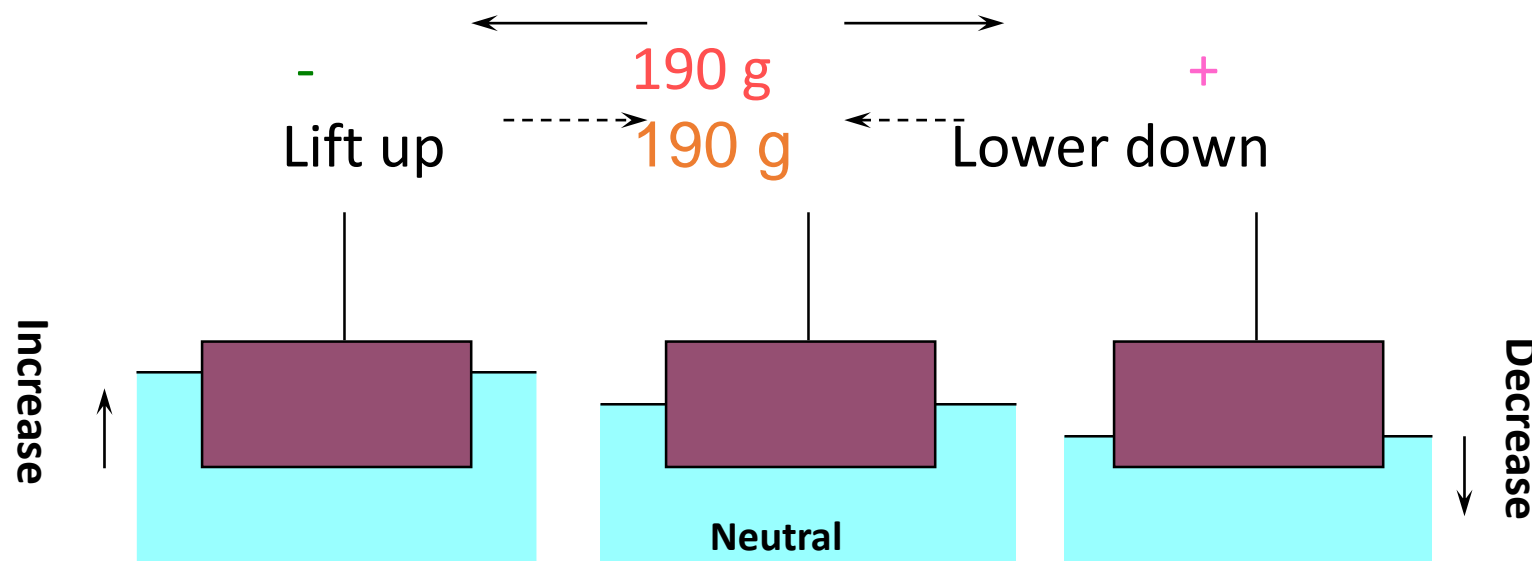 - 190 g +
Lift up 190 g Lower down
Increase
Decrease
Neutral